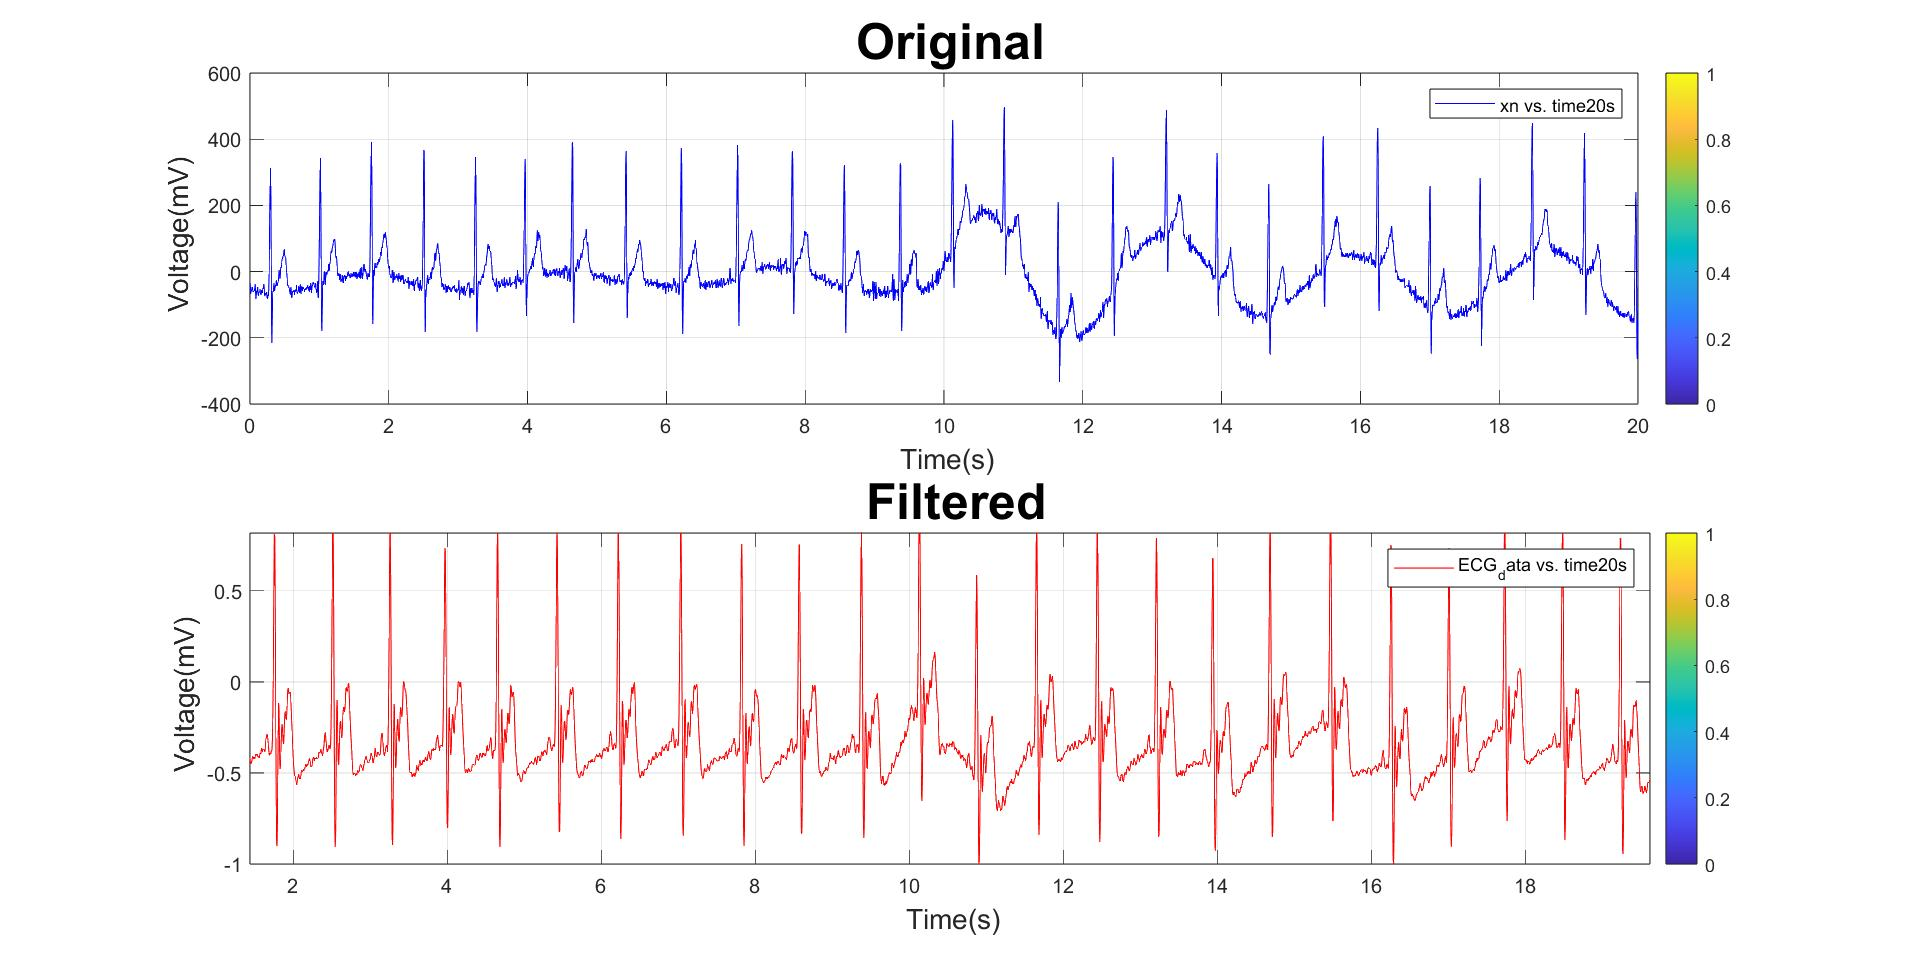 Original
600
400
200
0
-200
-400
Voltage(mV)
xn vs. time20s
0 2 4 6 8 10 12 14 16 18 20
Time(s)
1
0.8
0.6
0.4
0.2
0
Filtered
0.5
0
-0.5
-1
Voltage(mV)
ECGdata vs. time20s
2 4 6 8 10 12 14 16 18
Time(s)
1
0.8
0.6
0.4
0.2
0